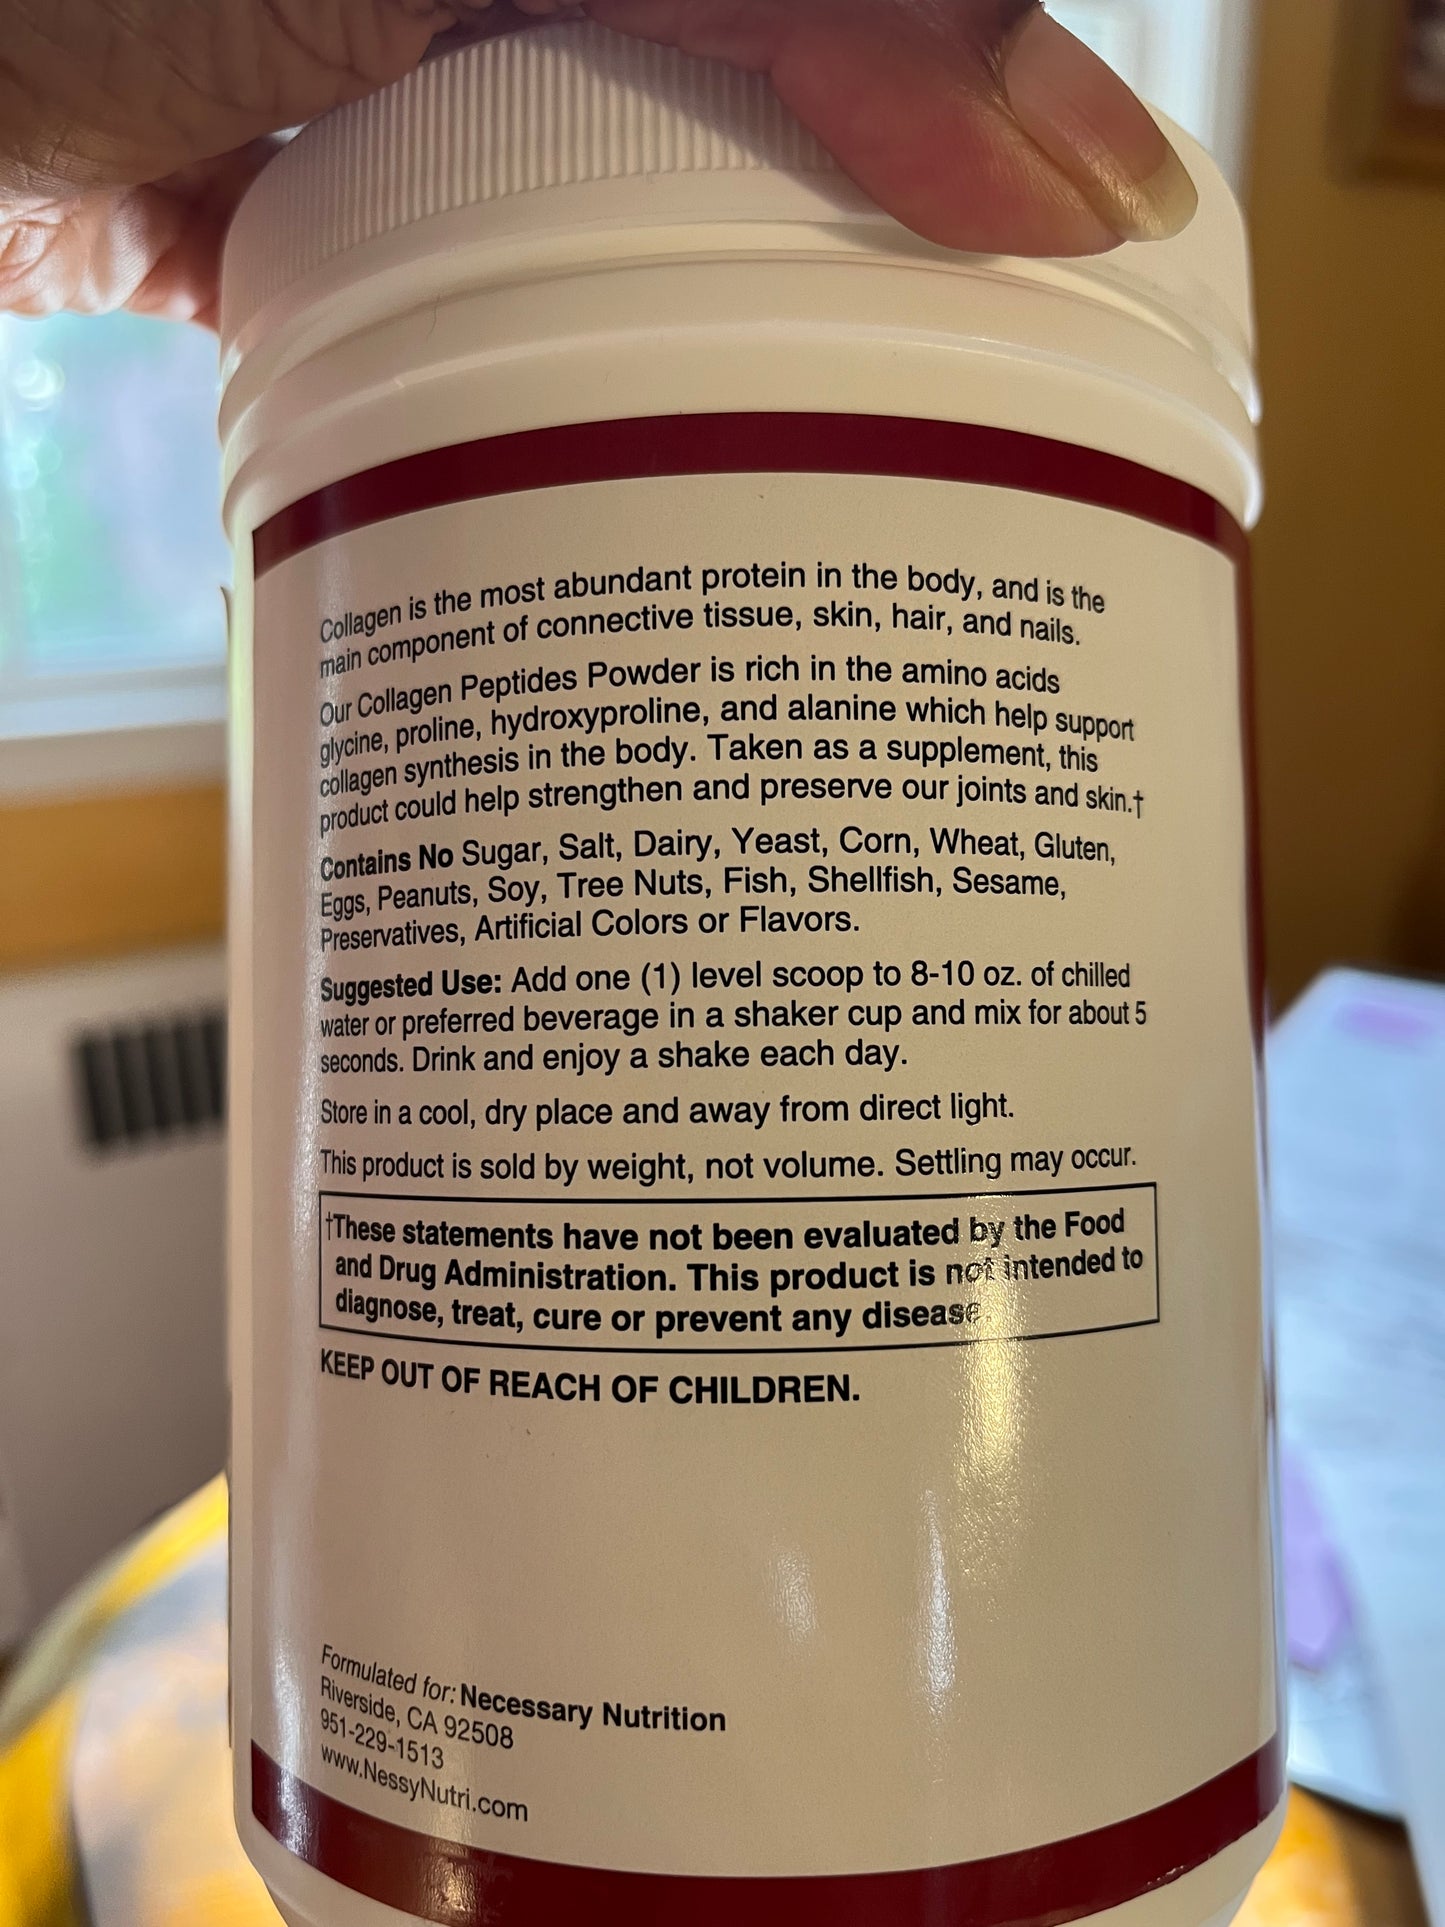 Collagen is the most abundant protein in the body, and is the
main component of connective tissue, skin, hair, and nails.
Our Collagen Peptides Powder is rich in the amino acids
glycine, proline, hydroxyproline, and alanine which help support
collagen synthesis in the body. Taken as a supplement, this
product could help strengthen and preserve our joints and skin.†
Contains No Sugar, Salt, Dairy, Yeast, Corn, Wheat, Gluten,
Eggs, Peanuts, Soy, Tree Nuts, Fish, Shellfish, Sesame,
Preservatives, Artificial Colors or Flavors.
Suggested Use: Add one (1) level scoop to 8-10 oz. of chilled
water or preferred beverage in a shaker cup and mix for about 5
seconds. Drink and enjoy a shake each day.
Store in a cool, dry place and away from direct light.
This product is sold by weight, not volume. Settling may occur.
†These statements have not been evaluated by the Food
and Drug Administration. This product is not intended to
diagnose, treat, cure or prevent any disease.
KEEP OUT OF REACH OF CHILDREN.
Formulated for: Necessary Nutrition
Riverside, CA 92508
951-229-1513
www.NessyNutri.com